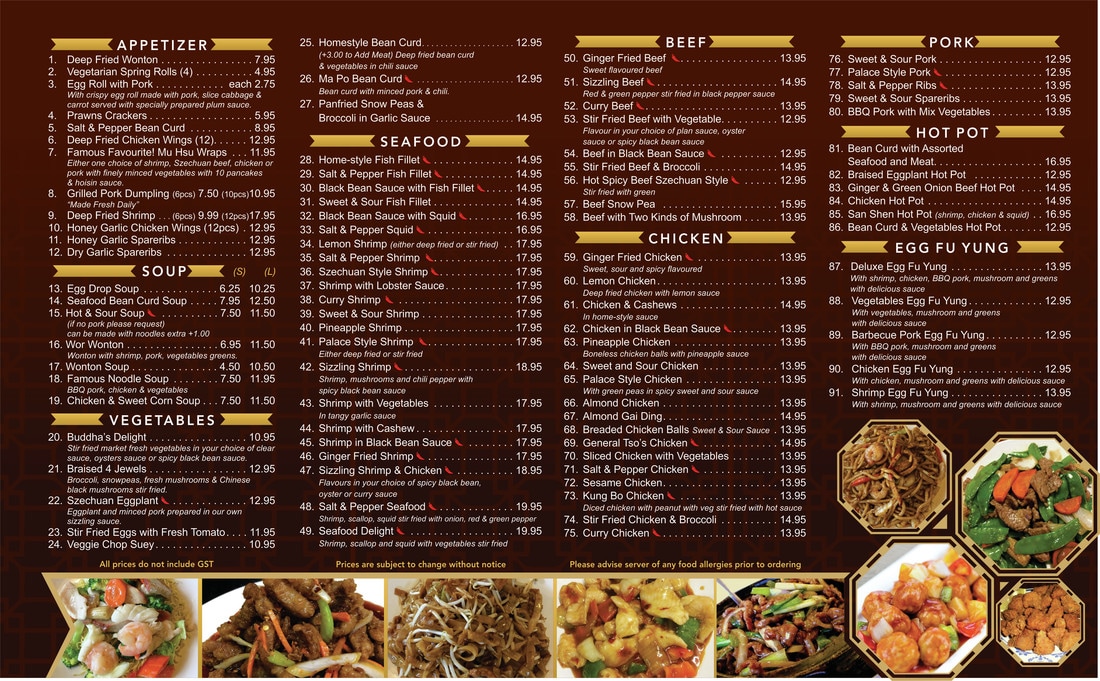 APPETIZER
1. Deep Fried Wonton . . . . . . . . . . . . . . . 7.95
2. Vegetarian Spring Rolls (4) . . . . . . . . . 4.95
3. Egg Roll with Pork . . . . . . . . . . . each 2.75
With crispy egg roll made with pork, slice cabbage &
carrot served with specially prepared plum sauce.
4. Prawns Crackers . . . . . . . . . . . . . . . . 5.95
5. Salt & Pepper Bean Curd . . . . . . . . . . 8.95
6. Deep Fried Chicken Wings (12). . . . . . 12.95
7. Famous Favourite! Mu Hsu Wraps . . . 11.95
Either one choice of shrimp, Szechuan beef, chicken or
pork with finely minced vegetables with 10 pancakes
& hoisin sauce.
8. Grilled Pork Dumpling (6pcs) 7.50 (10pcs)10.95
"Made Fresh Daily"
9. Deep Fried Shrimp . . . (6pcs) 9.99 (12pcs)17.95
10. Honey Garlic Chicken Wings (12pcs) . 12.95
11. Honey Garlic Spareribs . . . . . . . . . . . 12.95
12. Dry Garlic Spareribs . . . . . . . . . . . . . 12.95
SOUP (S) (L)
13. Egg Drop Soup . . . . . . . . . . . 6.25 10.25
14. Seafood Bean Curd Soup . . . . 7.95 12.50
15. Hot & Sour Soup . . . . . . . . . 7.50 11.50
(if no pork please request)
can be made with noodles extra +1.00
16. Wor Wonton . . . . . . . . . . . . . 6.95 11.50
Wonton with shrimp, pork, vegetables greens.
17. Wonton Soup . . . . . . . . . . . . 4.50 10.50
18. Famous Noodle Soup . . . . . . . 7.50 11.95
BBQ pork, chicken & vegetables
19. Chicken & Sweet Corn Soup . . . 7.50 11.50
VEGETABLES
20. Buddha's Delight . . . . . . . . . . . . . . . 10.95
Stir fried market fresh vegetables in your choice of clear
sauce, oysters sauce or spicy black bean sauce.
21. Braised 4 Jewels . . . . . . . . . . . . . . . 12.95
Broccoli, snowpeas, fresh mushrooms & Chinese
black mushrooms stir fried.
22. Szechuan Eggplant . . . . . . . . . . . . 12.95
Eggplant and minced pork prepared in our own
sizzling sauce.
23. Stir Fried Eggs with Fresh Tomato. . . . 11.95
24. Veggie Chop Suey. . . . . . . . . . . . . . 10.95
All prices do not include GST
25. Homestyle Bean Curd. . . . . . . . . . . . . . . . . 12.95
(+3.00 to Add Meat) Deep fried bean curd
& vegetables in chili sauce
26. Ma Po Bean Curd . . . . . . . . . . . . . . . . . . 12.95
Bean curd with minced pork & chili.
27. Panfried Snow Peas &
Broccoli in Garlic Sauce . . . . . . . . . . . . . . . 14.95
SEAFOOD
28. Home-style Fish Fillet . . . . . . . . . . . . . . . 14.95
29. Salt & Pepper Fish Fillet . . . . . . . . . . . . . 14.95
30. Black Bean Sauce with Fish Fillet . . . . . . 14.95
31. Sweet & Sour Fish Fillet . . . . . . . . . . . . . . 14.95
32. Black Bean Sauce with Squid . . . . . . . . . 16.95
33. Salt & Pepper Squid . . . . . . . . . . . . . . . . 16.95
34. Lemon Shrimp (either deep fried or stir fried) . . 17.95
35. Salt & Pepper Shrimp . . . . . . . . . . . . . . . 17.95
36. Szechuan Style Shrimp . . . . . . . . . . . . . . 17.95
37. Shrimp with Lobster Sauce. . . . . . . . . . . . . 17.95
38. Curry Shrimp . . . . . . . . . . . . . . . . . . . . . 17.95
39. Sweet & Sour Shrimp . . . . . . . . . . . . . . . . 17.95
40. Pineapple Shrimp . . . . . . . . . . . . . . . . . . . 17.95
41. Palace Style Shrimp . . . . . . . . . . . . . . . . 17.95
Either deep fried or stir fried
42. Sizzling Shrimp . . . . . . . . . . . . . . . . . . . 18.95
Shrimp, mushrooms and chili pepper with
spicy black bean sauce
43. Shrimp with Vegetables . . . . . . . . . . . . . . . 17.95
In tangy garlic sauce
44. Shrimp with Cashew. . . . . . . . . . . . . . . . . . 17.95
45. Shrimp in Black Bean Sauce . . . . . . . . . . 17.95
46. Ginger Fried Shrimp . . . . . . . . . . . . . . . . 17.95
47. Sizzling Shrimp & Chicken . . . . . . . . . . . . 18.95
Flavours in your choice of spicy black bean,
oyster or curry sauce
48. Salt & Pepper Seafood . . . . . . . . . . . . . . 19.95
Shrimp, scallop, squid stir fried with onion, red & green pepper
49. Seafood Delight . . . . . . . . . . . . . . . . . . . 19.95
Shrimp, scallop and squid with vegetables stir fried
Prices are subject to change without notice
BEEF
50. Ginger Fried Beef . . . . . . . . . . . . . . . . . 13.95
Sweet flavoured beef
51. Sizzling Beef . . . . . . . . . . . . . . . . . . . . 14.95
Red & green pepper stir fried in black pepper sauce
52. Curry Beef . . . . . . . . . . . . . . . . . . . . . . 13.95
53. Stir Fried Beef with Vegetable. . . . . . . . . . 12.95
Flavour in your choice of plan sauce, oyster
sauce or spicy black bean sauce
54. Beef in Black Bean Sauce . . . . . . . . . . . 12.95
55. Stir Fried Beef & Broccoli . . . . . . . . . . . . . 14.95
56. Hot Spicy Beef Szechuan Style . . . . . . . 12.95
Stir fried with green
57. Beef Snow Pea . . . . . . . . . . . . . . . . . . . 15.95
58. Beef with Two Kinds of Mushroom . . . . . . . 13.95
CHICKEN
59. Ginger Fried Chicken . . . . . . . . . . . . . . 13.95
Sweet, sour and spicy flavoured
60. Lemon Chicken. . . . . . . . . . . . . . . . . . . . 13.95
Deep fried chicken with lemon sauce
61. Chicken & Cashews . . . . . . . . . . . . . . . . 14.95
In home-style sauce
62. Chicken in Black Bean Sauce . . . . . . . . . 13.95
63. Pineapple Chicken . . . . . . . . . . . . . . . . . 13.95
Boneless chicken balls with pineapple sauce
64. Sweet and Sour Chicken . . . . . . . . . . . . . 13.95
65. Palace Style Chicken . . . . . . . . . . . . . . . 13.95
With green peas in spicy sweet and sour sauce
66. Almond Chicken . . . . . . . . . . . . . . . . . . . 13.95
67. Almond Gai Ding. . . . . . . . . . . . . . . . . . . 14.95
68. Breaded Chicken Balls Sweet & Sour Sauce . 13.95
69. General Tso's Chicken . . . . . . . . . . . . . 14.95
70. Sliced Chicken with Vegetables . . . . . . . . 13.95
71. Salt & Pepper Chicken . . . . . . . . . . . . . 13.95
72. Sesame Chicken. . . . . . . . . . . . . . . . . . . 13.95
73. Kung Bo Chicken . . . . . . . . . . . . . . . . . 13.95
Diced chicken with peanut with veg stir fried with hot sauce
74. Stir Fried Chicken & Broccoli . . . . . . . . . . 14.95
75. Curry Chicken . . . . . . . . . . . . . . . . . . . 13.95
Please advise server of any food allergies prior to ordering
PORK
76. Sweet & Sour Pork . . . . . . . . . . . . . . . . 12.95
77. Palace Style Pork . . . . . . . . . . . . . . . . 12.95
78. Salt & Pepper Ribs . . . . . . . . . . . . . . . 13.95
79. Sweet & Sour Spareribs . . . . . . . . . . . . . 13.95
80. BBQ Pork with Mix Vegetables. . . . . . . . . 13.95
HOT POT
81. Bean Curd with Assorted
Seafood and Meat. . . . . . . . . . . . . . . . . 16.95
82. Braised Eggplant Hot Pot . . . . . . . . . . . . 12.95
83. Ginger & Green Onion Beef Hot Pot . . . . 14.95
84. Chicken Hot Pot . . . . . . . . . . . . . . . . . . 14.95
85. San Shen Hot Pot (shrimp, chicken & squid) . . 16.95
86. Bean Curd & Vegetables Hot Pot . . . . . . . 12.95
EGG FU YUNG
87. Deluxe Egg Fu Yung . . . . . . . . . . . . . . 13.95
With shrimp, chicken, BBQ pork, mushroom and greens
with delicious sauce
88. Vegetables Egg Fu Yung. . . . . . . . . . . . 12.95
With vegetables, mushroom and greens
with delicious sauce
89. Barbecue Pork Egg Fu Yung. . . . . . . . . 12.95
With BBQ pork, mushroom and greens
with delicious sauce
90. Chicken Egg Fu Yung . . . . . . . . . . . . . 12.95
With chicken, mushroom and greens with delicious sauce
91. Shrimp Egg Fu Yung . . . . . . . . . . . . . . 13.95
With shrimp, mushroom and greens with delicious sauce